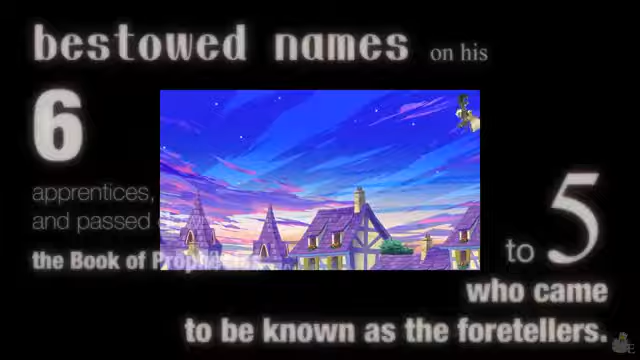 bestowed names on his
6
apprentices,
and passed
the Book of Prophecies
to 5
who came
to be known as the foretellers.